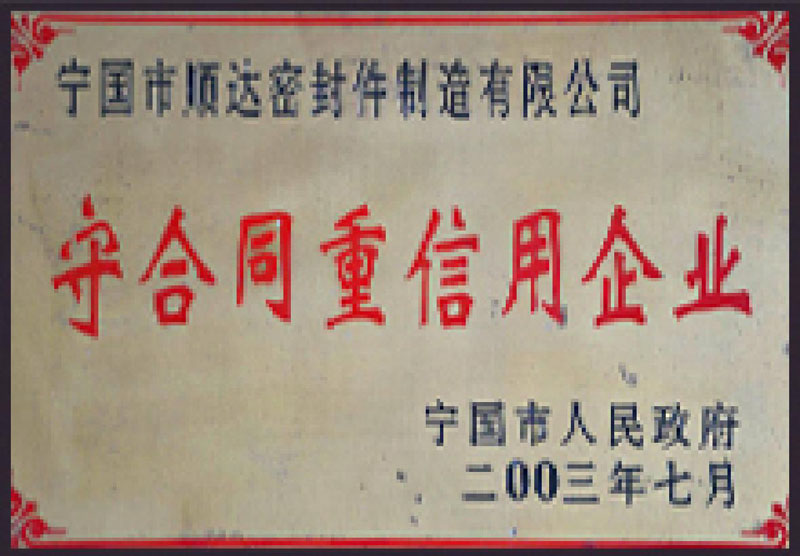 宁国市顺达密封件制造有限公司
守合同重信用企业
宁国市人民政府
二00三年七月